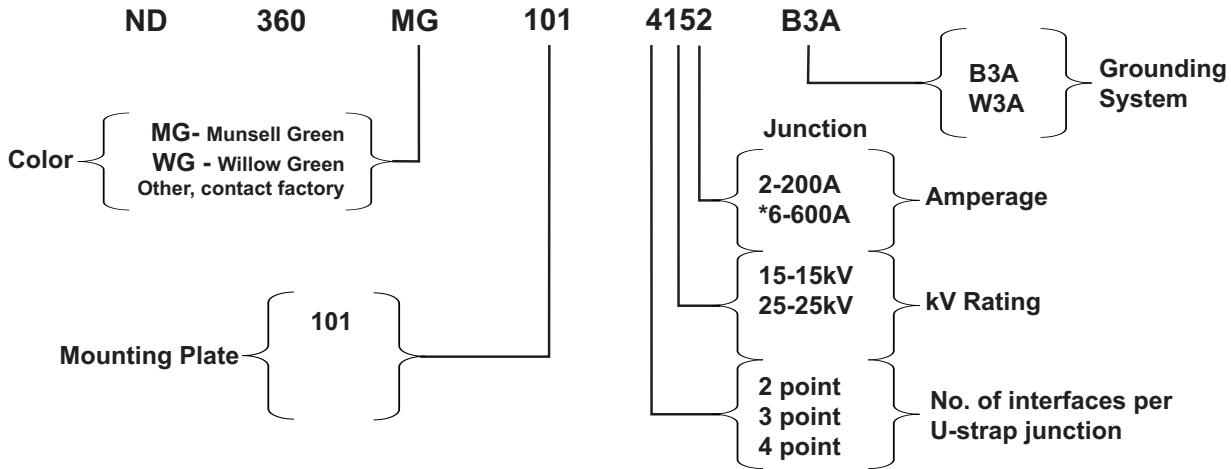 ND 360 MG 101 4152 B3A
B3A
W3A
Grounding
System
Junction
Color
MG- Munsell Green
WG - Willow Green
Other, contact factory
2-200A
*6-600A
Amperage
15-15kV
25-25kV
kV Rating
Mounting Plate
101
2 point
3 point
4 point
No. of interfaces per
U-strap junction